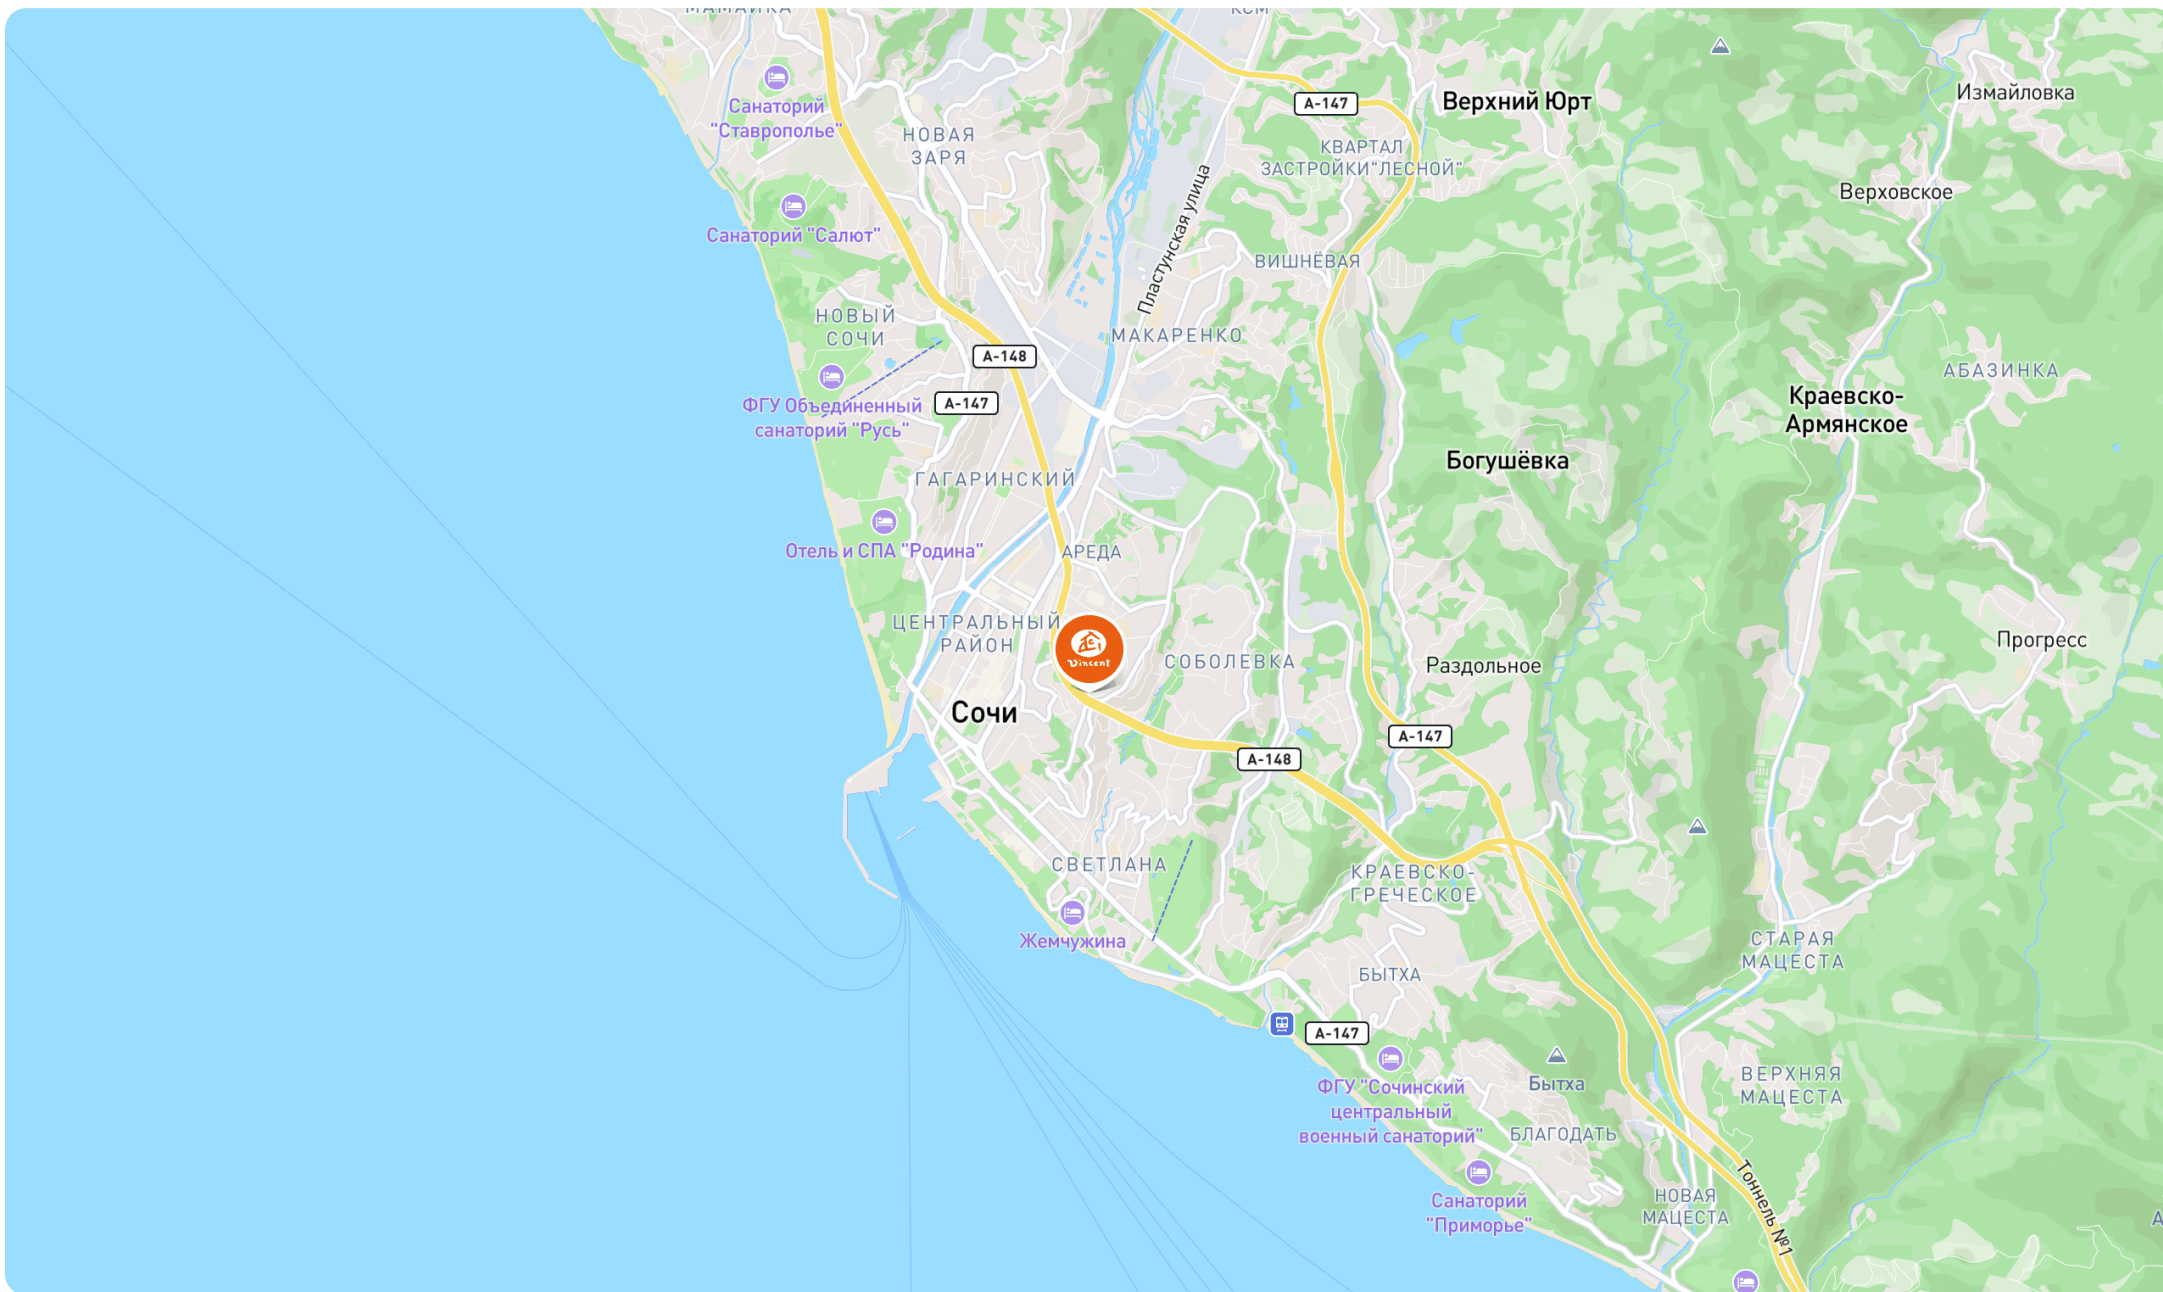 МАМАЙКА
КСМ
Санаторий
"Ставрополье"
НОВАЯ
ЗАРЯ
А-147
Верхний Юрт
КВАРТАЛ
ЗАСТРОЙКИ"ЛЕСНОЙ"
Измайловка
Верховское
Санаторий "Салют"
Пластунская улица
ВИШНЁВАЯ
НОВЫЙ
СОЧИ
МАКАРЕНКО
А-148
А-147
ФГУ Объединенный
санаторий "Русь"
АБАЗИНКА
Краевско-
Армянское
Богушёвка
ГАГАРИНСКИЙ
Отель и СПА "Родина"
АРЕДА
ЦЕНТРАЛЬНЫЙ
РАЙОН
Vincent
СОБОЛЕВКА
Раздольное
Прогресс
Сочи
А-147
А-148
СВЕТЛАНА
КРАЕВСКО-
ГРЕЧЕСКОЕ
Жемчужина
СТАРАЯ
МАЦЕСТА
БЫТХА
А-147
Бытха
ФГУ "Сочинский
центральный
военный санаторий"
ВЕРХНЯЯ
МАЦЕСТА
БЛАГОДАТЬ
Санаторий
"Приморье"
НОВАЯ
МАЦЕСТА
Тоннель №1